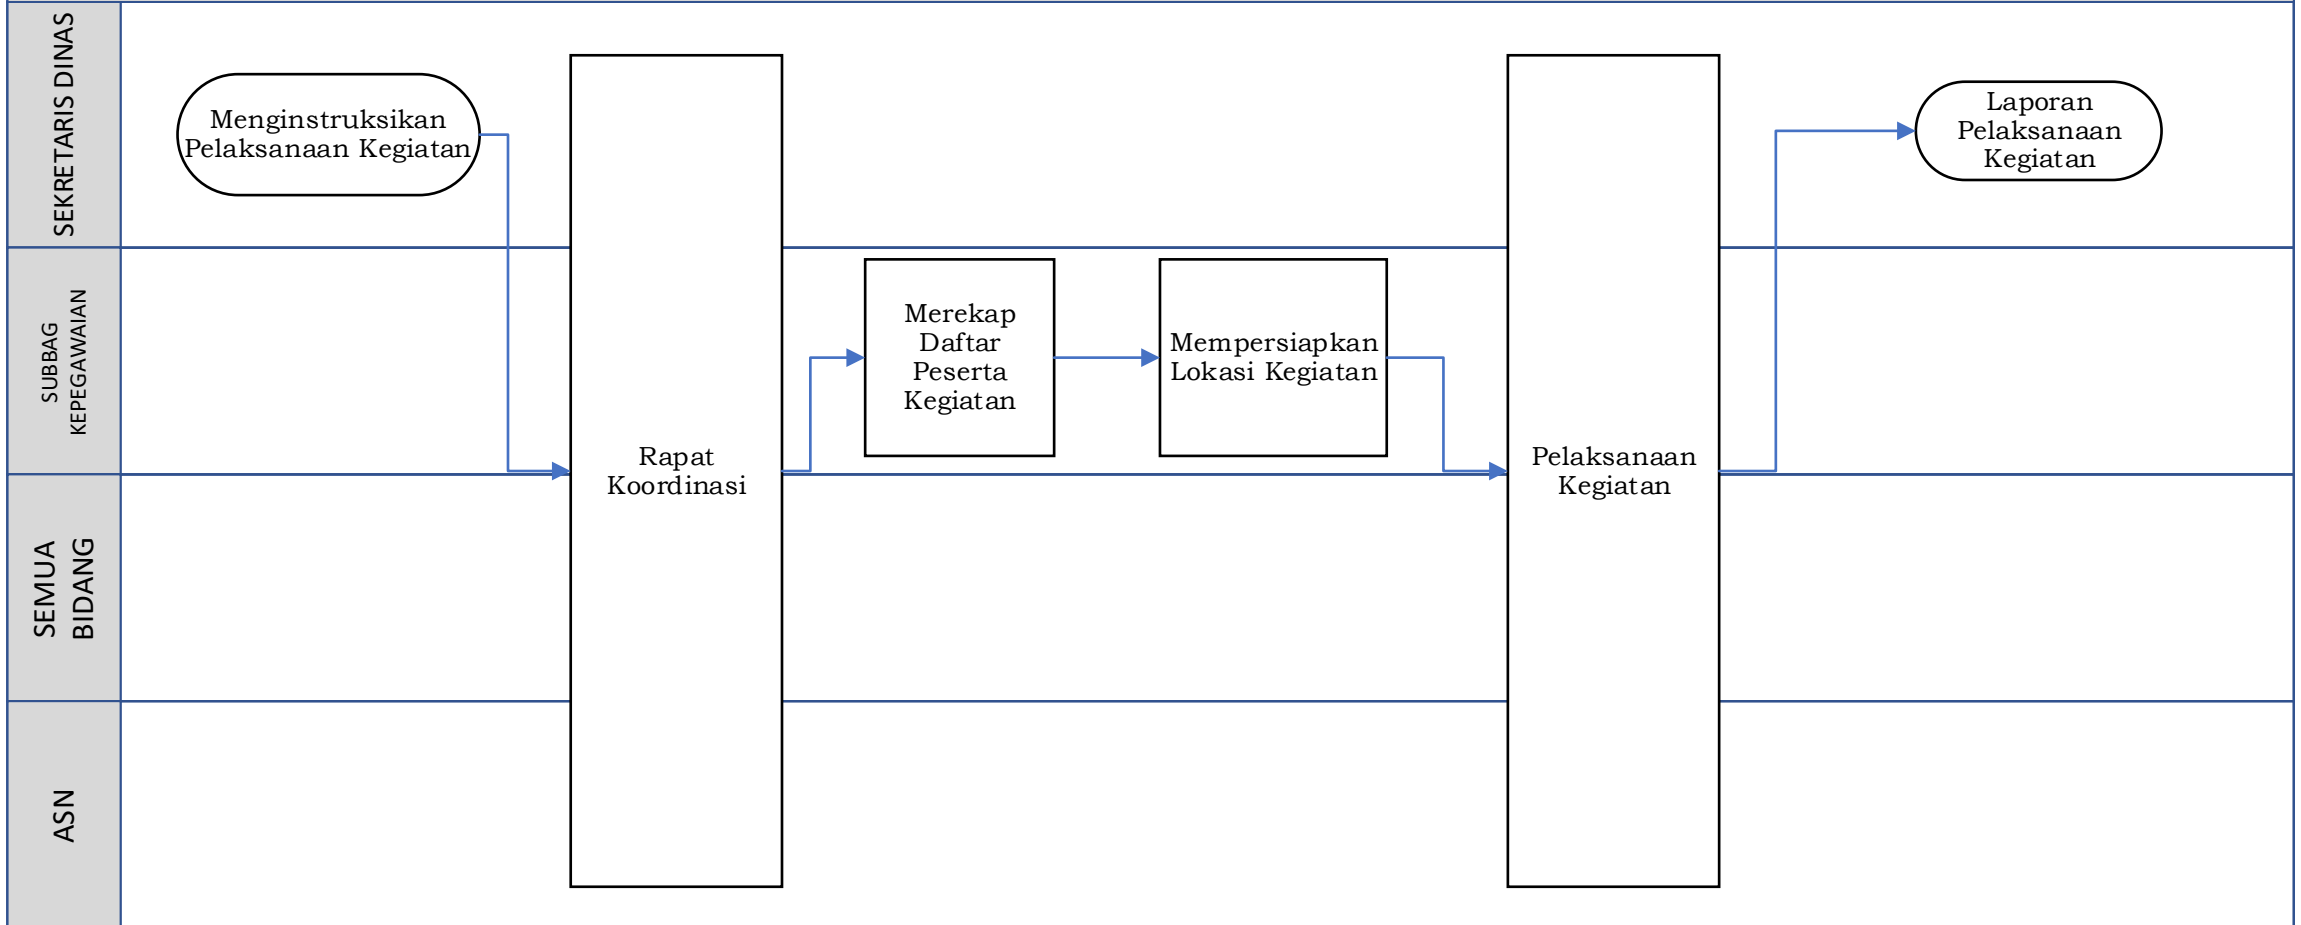 SEKRETARIS DINAS
Menginstruksikan
Pelaksanaan Kegiatan
Laporan
Pelaksanaan
Kegiatan
SUBBAG
KEPEGAWAIAN
Merekap
Daftar
Peserta
Kegiatan
Mempersiapkan
Lokasi Kegiatan
Rapat
Koordinasi
Pelaksanaan
Kegiatan
SEMUA
BIDANG
ASN